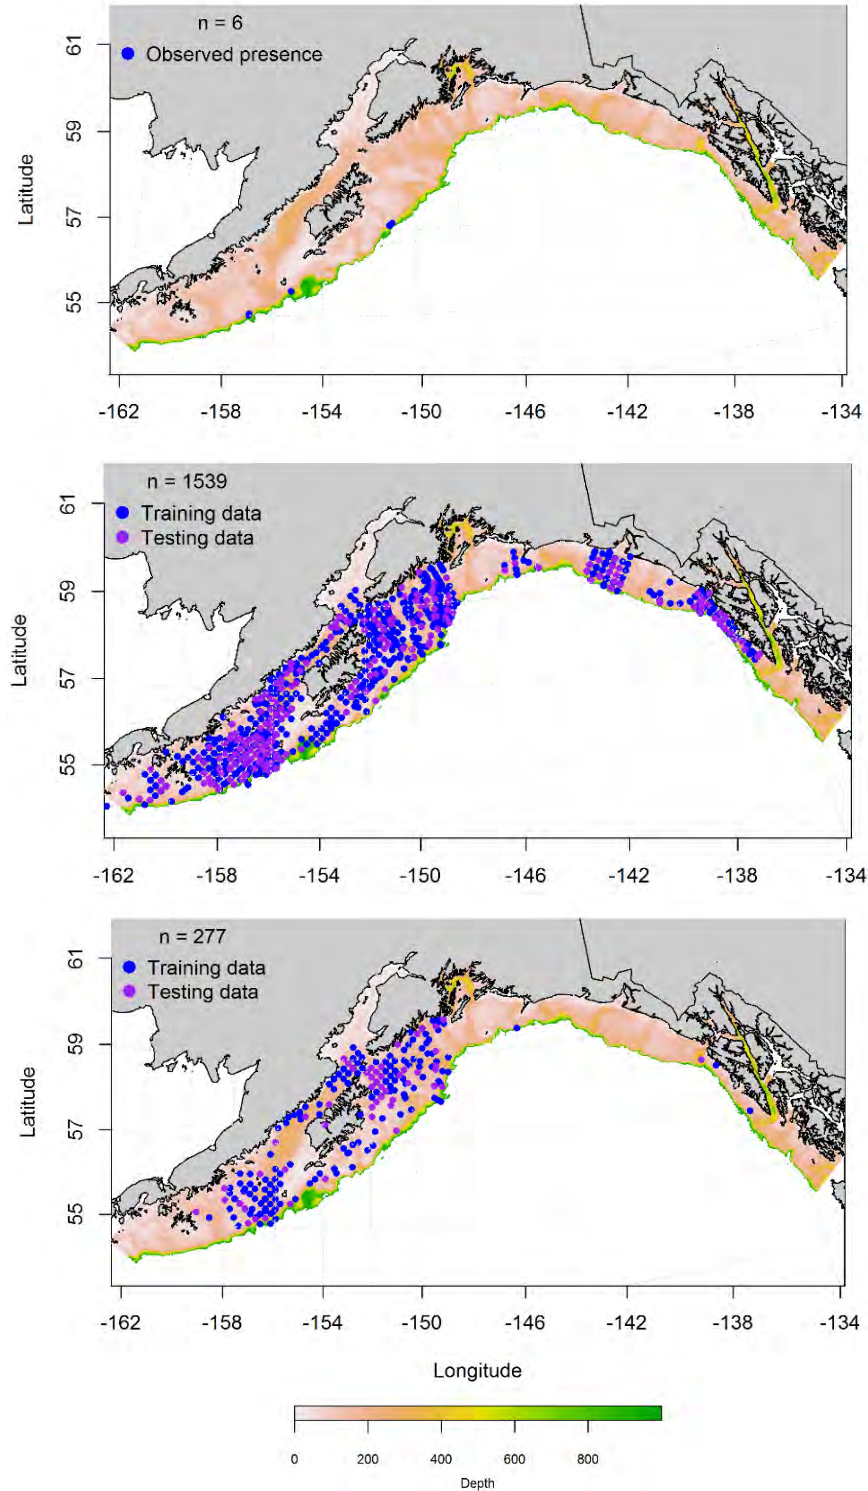 n = 6
Observed presence
61
59
57
55
Latitude
-162 -158 -154 -150 -146 -142 -138 -134
n = 1539
Training data
Testing data
61
59
57
55
Latitude
-162 -158 -154 -150 -146 -142 -138 -134
n = 277
Training data
Testing data
61
59
57
55
Latitude
-162 -158 -154 -150 -146 -142 -138 -134
Longitude
0 200 400 600 800
Depth